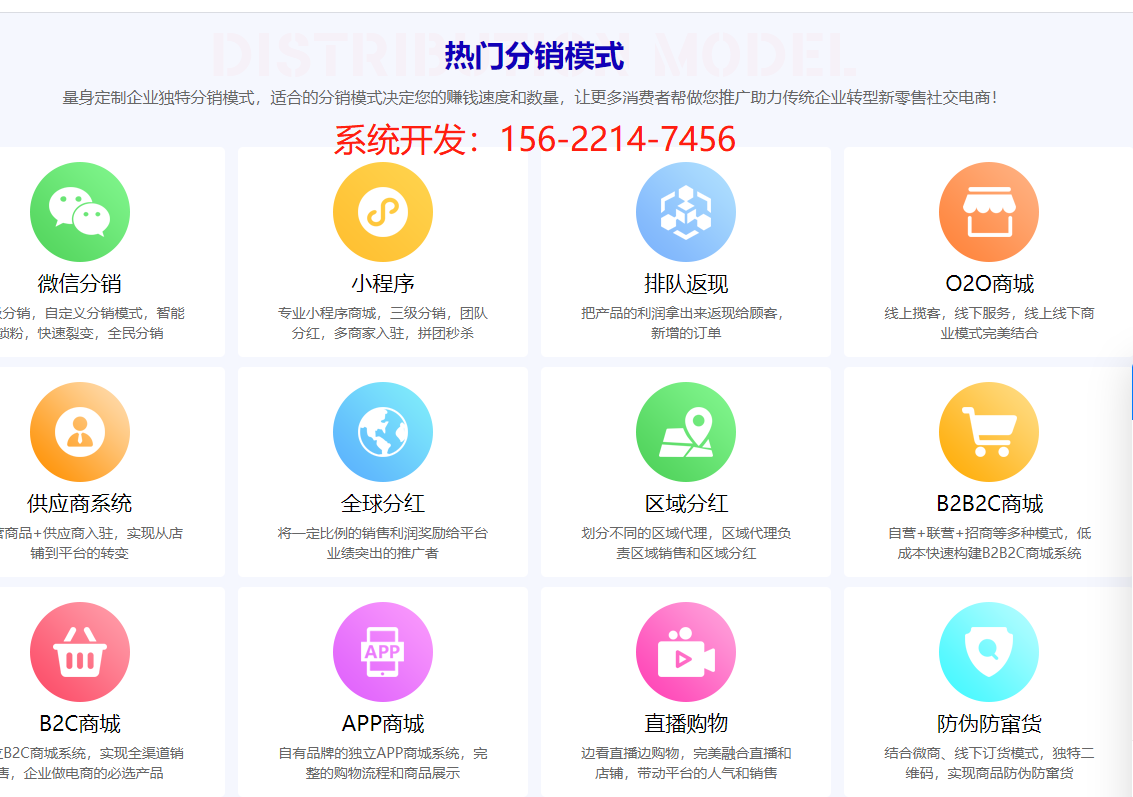 DISTRIBUTION MODEL
热门分销模式
量身定制企业独特分销模式，适合的分销模式决定您的赚钱速度和数量，让更多消费者帮做您推广助力传统企业转型新零售社交电商！
系统开发：156-2214-7456
微信分销
小程序
排队返现
O2O商城
分销，自定义分销模式，智能
锁粉，快速裂变，全民分销
专业小程序商城，三级分销，团队
分红，多商家入驻，拼团秒杀
把产品的利润拿出来返现给顾客，
新增的订单
线上揽客，线下服务，线上线下商
业模式完美结合
供应商系统
全球分红
区域分红
B2B2C商城
商品+供应商入驻，实现从店
铺到平台的转变
将一定比例的销售利润奖励给平台
业绩突出的推广者
划分不同的区域代理，区域代理负
责区域销售和区域分红
自营+联营+招商等多种模式，低
成本快速构建B2B2C商城系统
APP
B2C商城
APP商城
直播购物
防伪防窜货
B2C商城系统，实现全渠道销
售，企业做电商的必选产品
自有品牌的独立APP商城系统，完
整的购物流程和商品展示
边看直播边购物，完美融合直播和
店铺，带动平台的人气和销售
结合微商、线下订货模式，独特二
维码，实现商品防伪防窜货